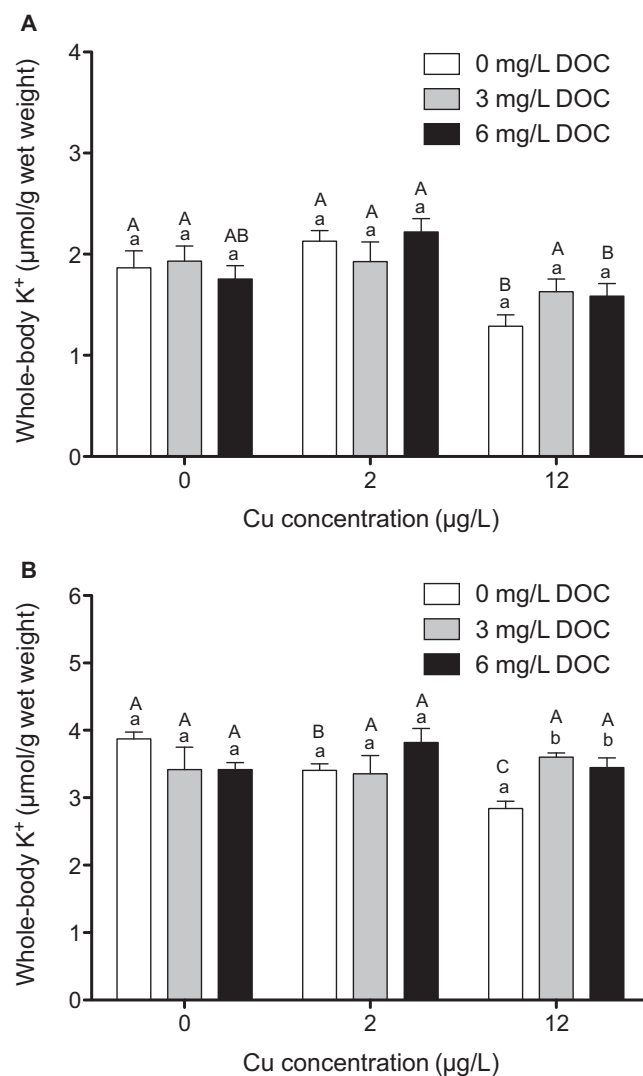 A
Whole-body K⁺ (µmol/g wet weight)
4
3
2
1
0
0 mg/L DOC
3 mg/L DOC
6 mg/L DOC
A A AB A A A B A B
a a a a a a a a a
0 2 12
Cu concentration (µg/L)
B
Whole-body K⁺ (µmol/g wet weight)
6
5
4
3
2
1
0
0 mg/L DOC
3 mg/L DOC
6 mg/L DOC
A A A B A A C A A
a a a a a a a b b
0 2 12
Cu concentration (µg/L)